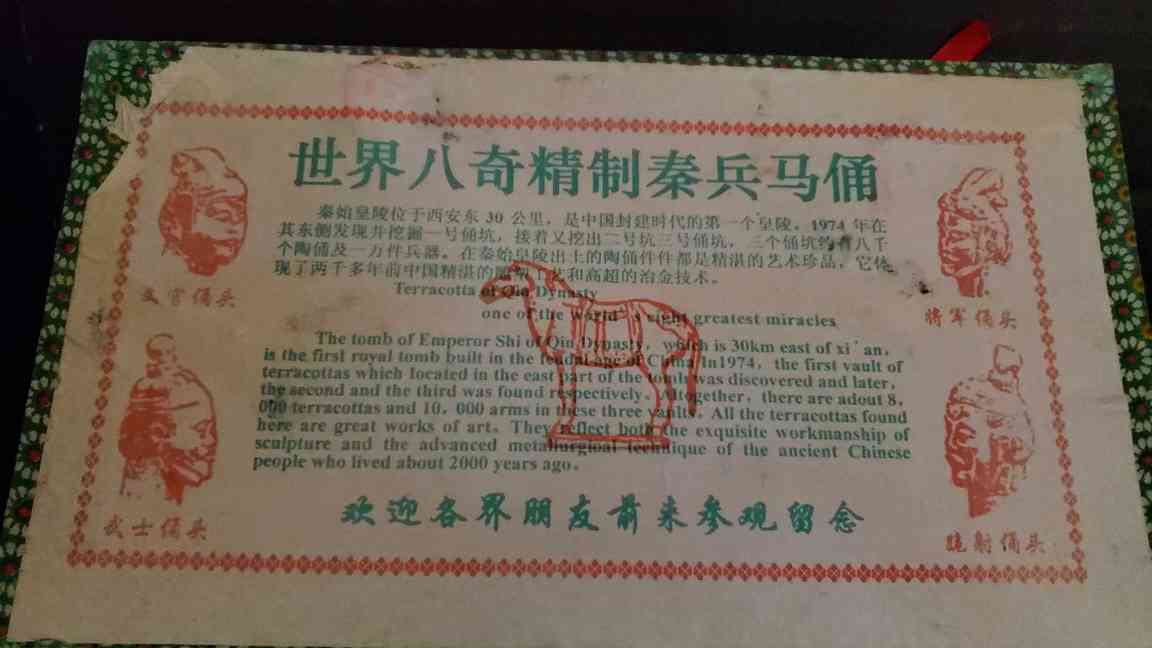 世界八奇精制秦兵马俑
秦始皇陵位于西安东 30 公里，是中国封建时代的第一个皇陵。1974 年在
其东侧发现并挖掘一号俑坑，接着又挖出二号坑三号俑坑，三个俑坑约有八千
个陶俑及一万件兵器。在秦始皇陵出土的陶俑件件都是精湛的艺术珍品，它体
现了两千多年前中国精湛的雕塑 艺和高超的冶金技术。
Terracotta of Qin Dynasty
one of the world's eight greatest miracles
The tomb of Emperor Shi of Qin Dynasty, which is 30km east of xi'an,
is the first royal tomb built in the feudal age of China. In1974, the first vault of
terracottas which located in the east part of the tomb was discovered and later,
the second and the third was found respectively. Altogether, there are adout 8,
000 terracottas and 10, 000 arms in these three vaults. All the terracottas found
here are great works of art. They reflect both the exquisite workmanship of
sculpture and the advanced metallurgioal technique of the ancient Chinese
people who lived about 2000 years ago.
欢迎各界朋友前来参观留念
文官俑头
将军俑头
武士俑头
跪射俑头